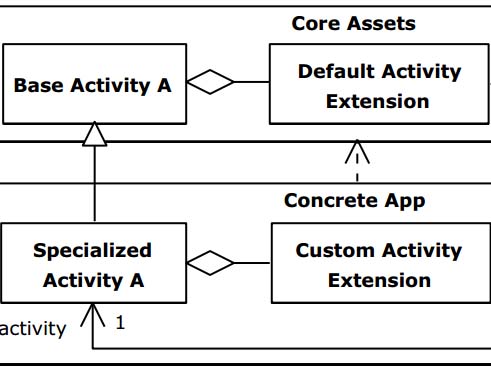 Core Assets
Base Activity A
Default Activity
Extension
Concrete App
Specialized
Activity A
Custom Activity
Extension
activity
1